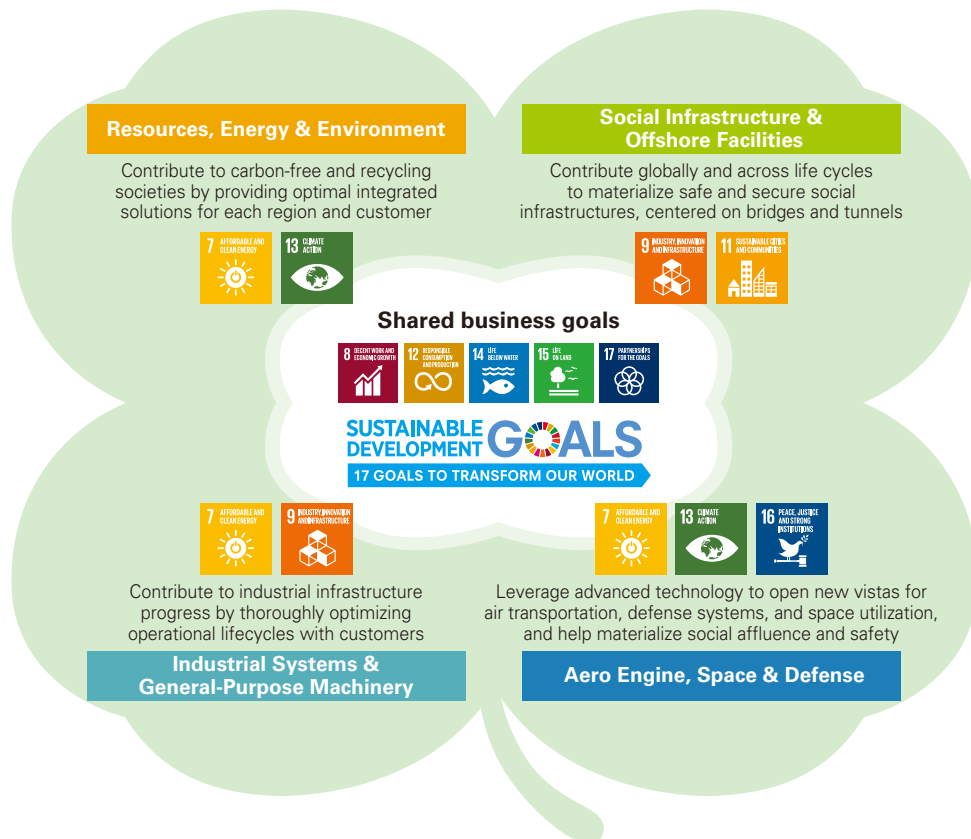 Resources, Energy & Environment
Contribute to carbon-free and recycling
societies by providing optimal integrated
solutions for each region and customer
7 AFFORDABLE AND
CLEAN ENERGY
13 CLIMATE
ACTION
Social Infrastructure &
Offshore Facilities
Contribute globally and across life cycles
to materialize safe and secure social
infrastructures, centered on bridges and tunnels
9 INDUSTRY, INNOVATION
AND INFRASTRUCTURE
11 SUSTAINABLE CITIES
AND COMMUNITIES
Shared business goals
8 DECENT WORK AND
ECONOMIC GROWTH
12 RESPONSIBLE
CONSUMPTION
AND PRODUCTION
14 LIFE
BELOW WATER
15 LIFE
ON LAND
17 PARTNERSHIPS
FOR THE GOALS
SUSTAINABLE
DEVELOPMENT
GOALS
17 GOALS TO TRANSFORM OUR WORLD
7 AFFORDABLE AND
CLEAN ENERGY
9 INDUSTRY, INNOVATION
AND INFRASTRUCTURE
Contribute to industrial infrastructure
progress by thoroughly optimizing
operational lifecycles with customers
Industrial Systems &
General-Purpose Machinery
7 AFFORDABLE AND
CLEAN ENERGY
13 CLIMATE
ACTION
16 PEACE, JUSTICE
AND STRONG
INSTITUTIONS
Leverage advanced technology to open new vistas for
air transportation, defense systems, and space utilization,
and help materialize social affluence and safety
Aero Engine, Space & Defense